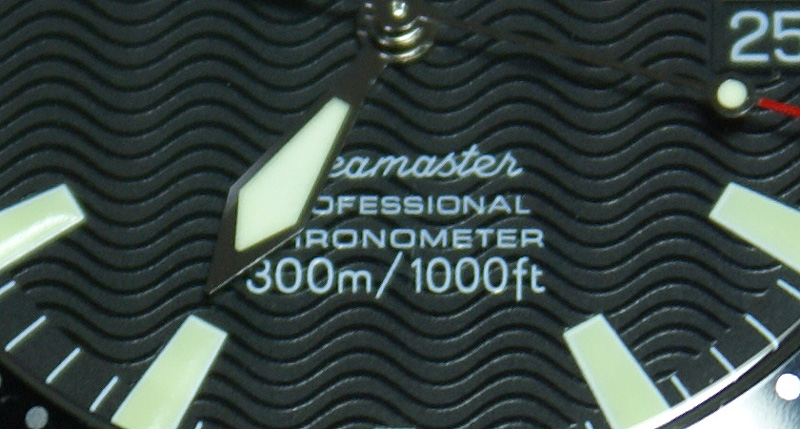 25
eamaster
OFESSIONAL
IRONOMETER
300m/1000ft